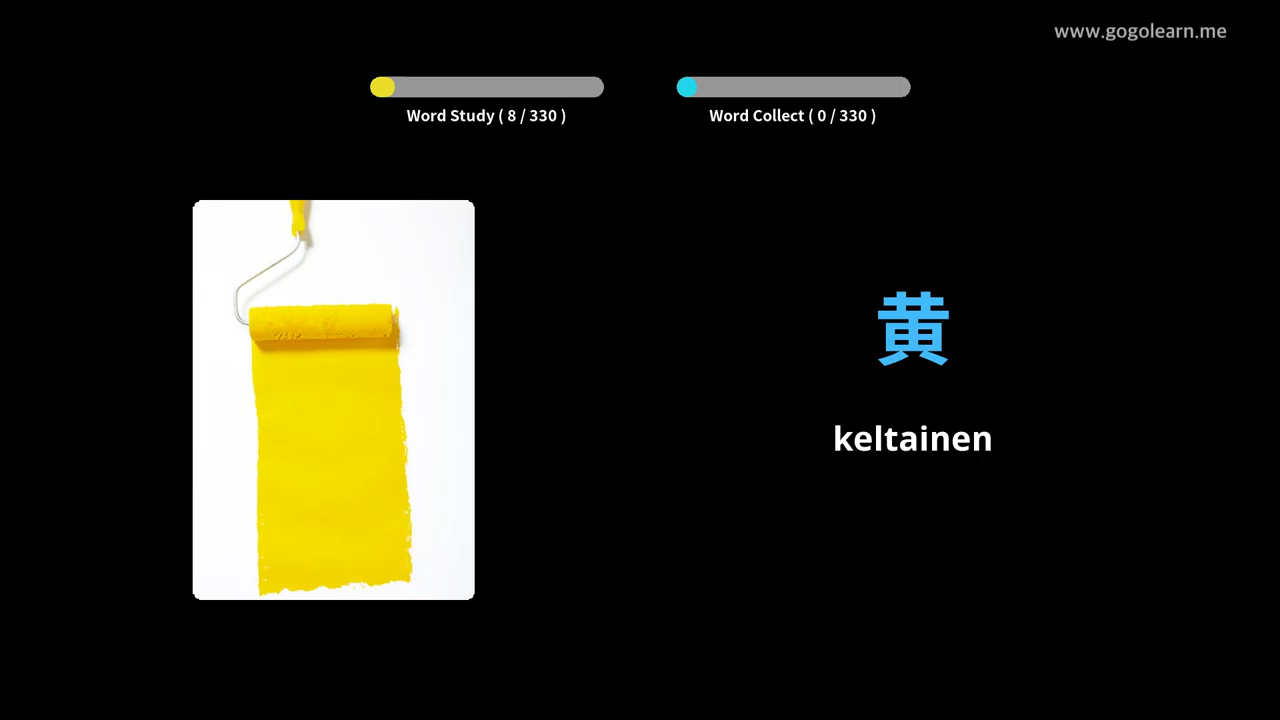 www.gogolearn.me
Word Study ( 8 / 330 )
Word Collect ( 0 / 330 )
黄
keltainen